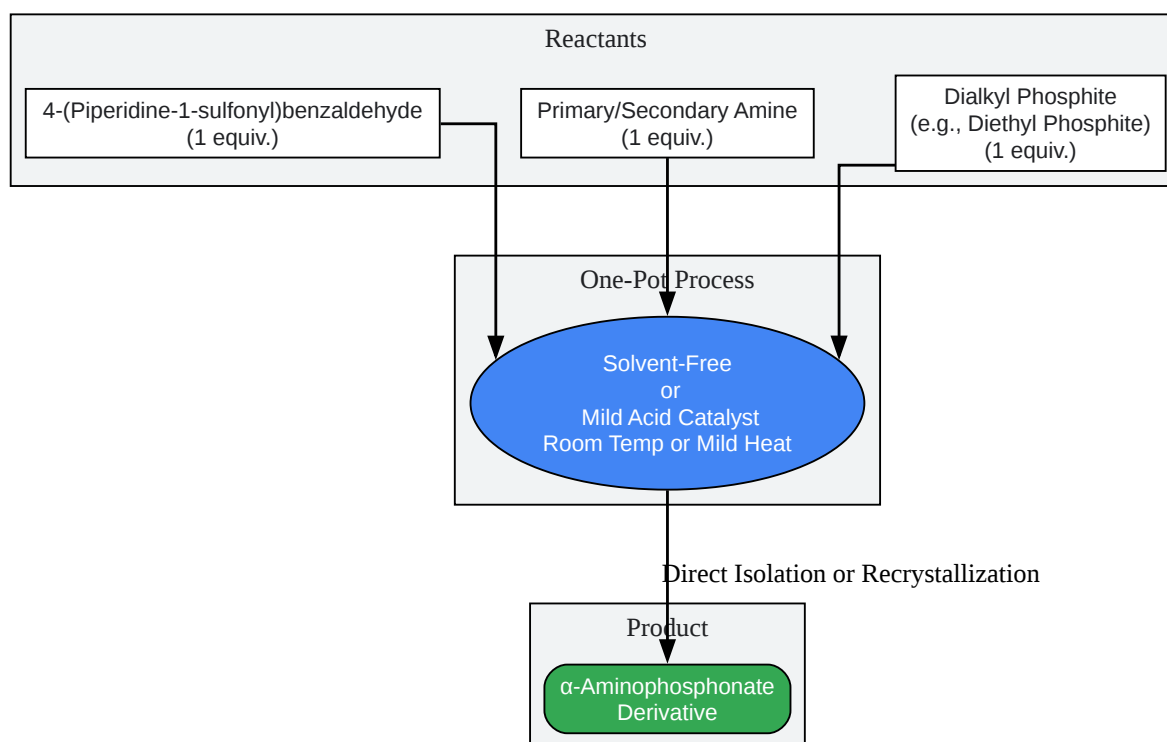 Reactants
4-(Piperidine-1-sulfonyl)benzaldehyde
(1 equiv.)
Primary/Secondary Amine
(1 equiv.)
Dialkyl Phosphite
(e.g., Diethyl Phosphite)
(1 equiv.)
One-Pot Process
Solvent-Free
or
Mild Acid Catalyst
Room Temp or Mild Heat
Direct Isolation or Recrystallization
Product
α-Aminophosphonate
Derivative